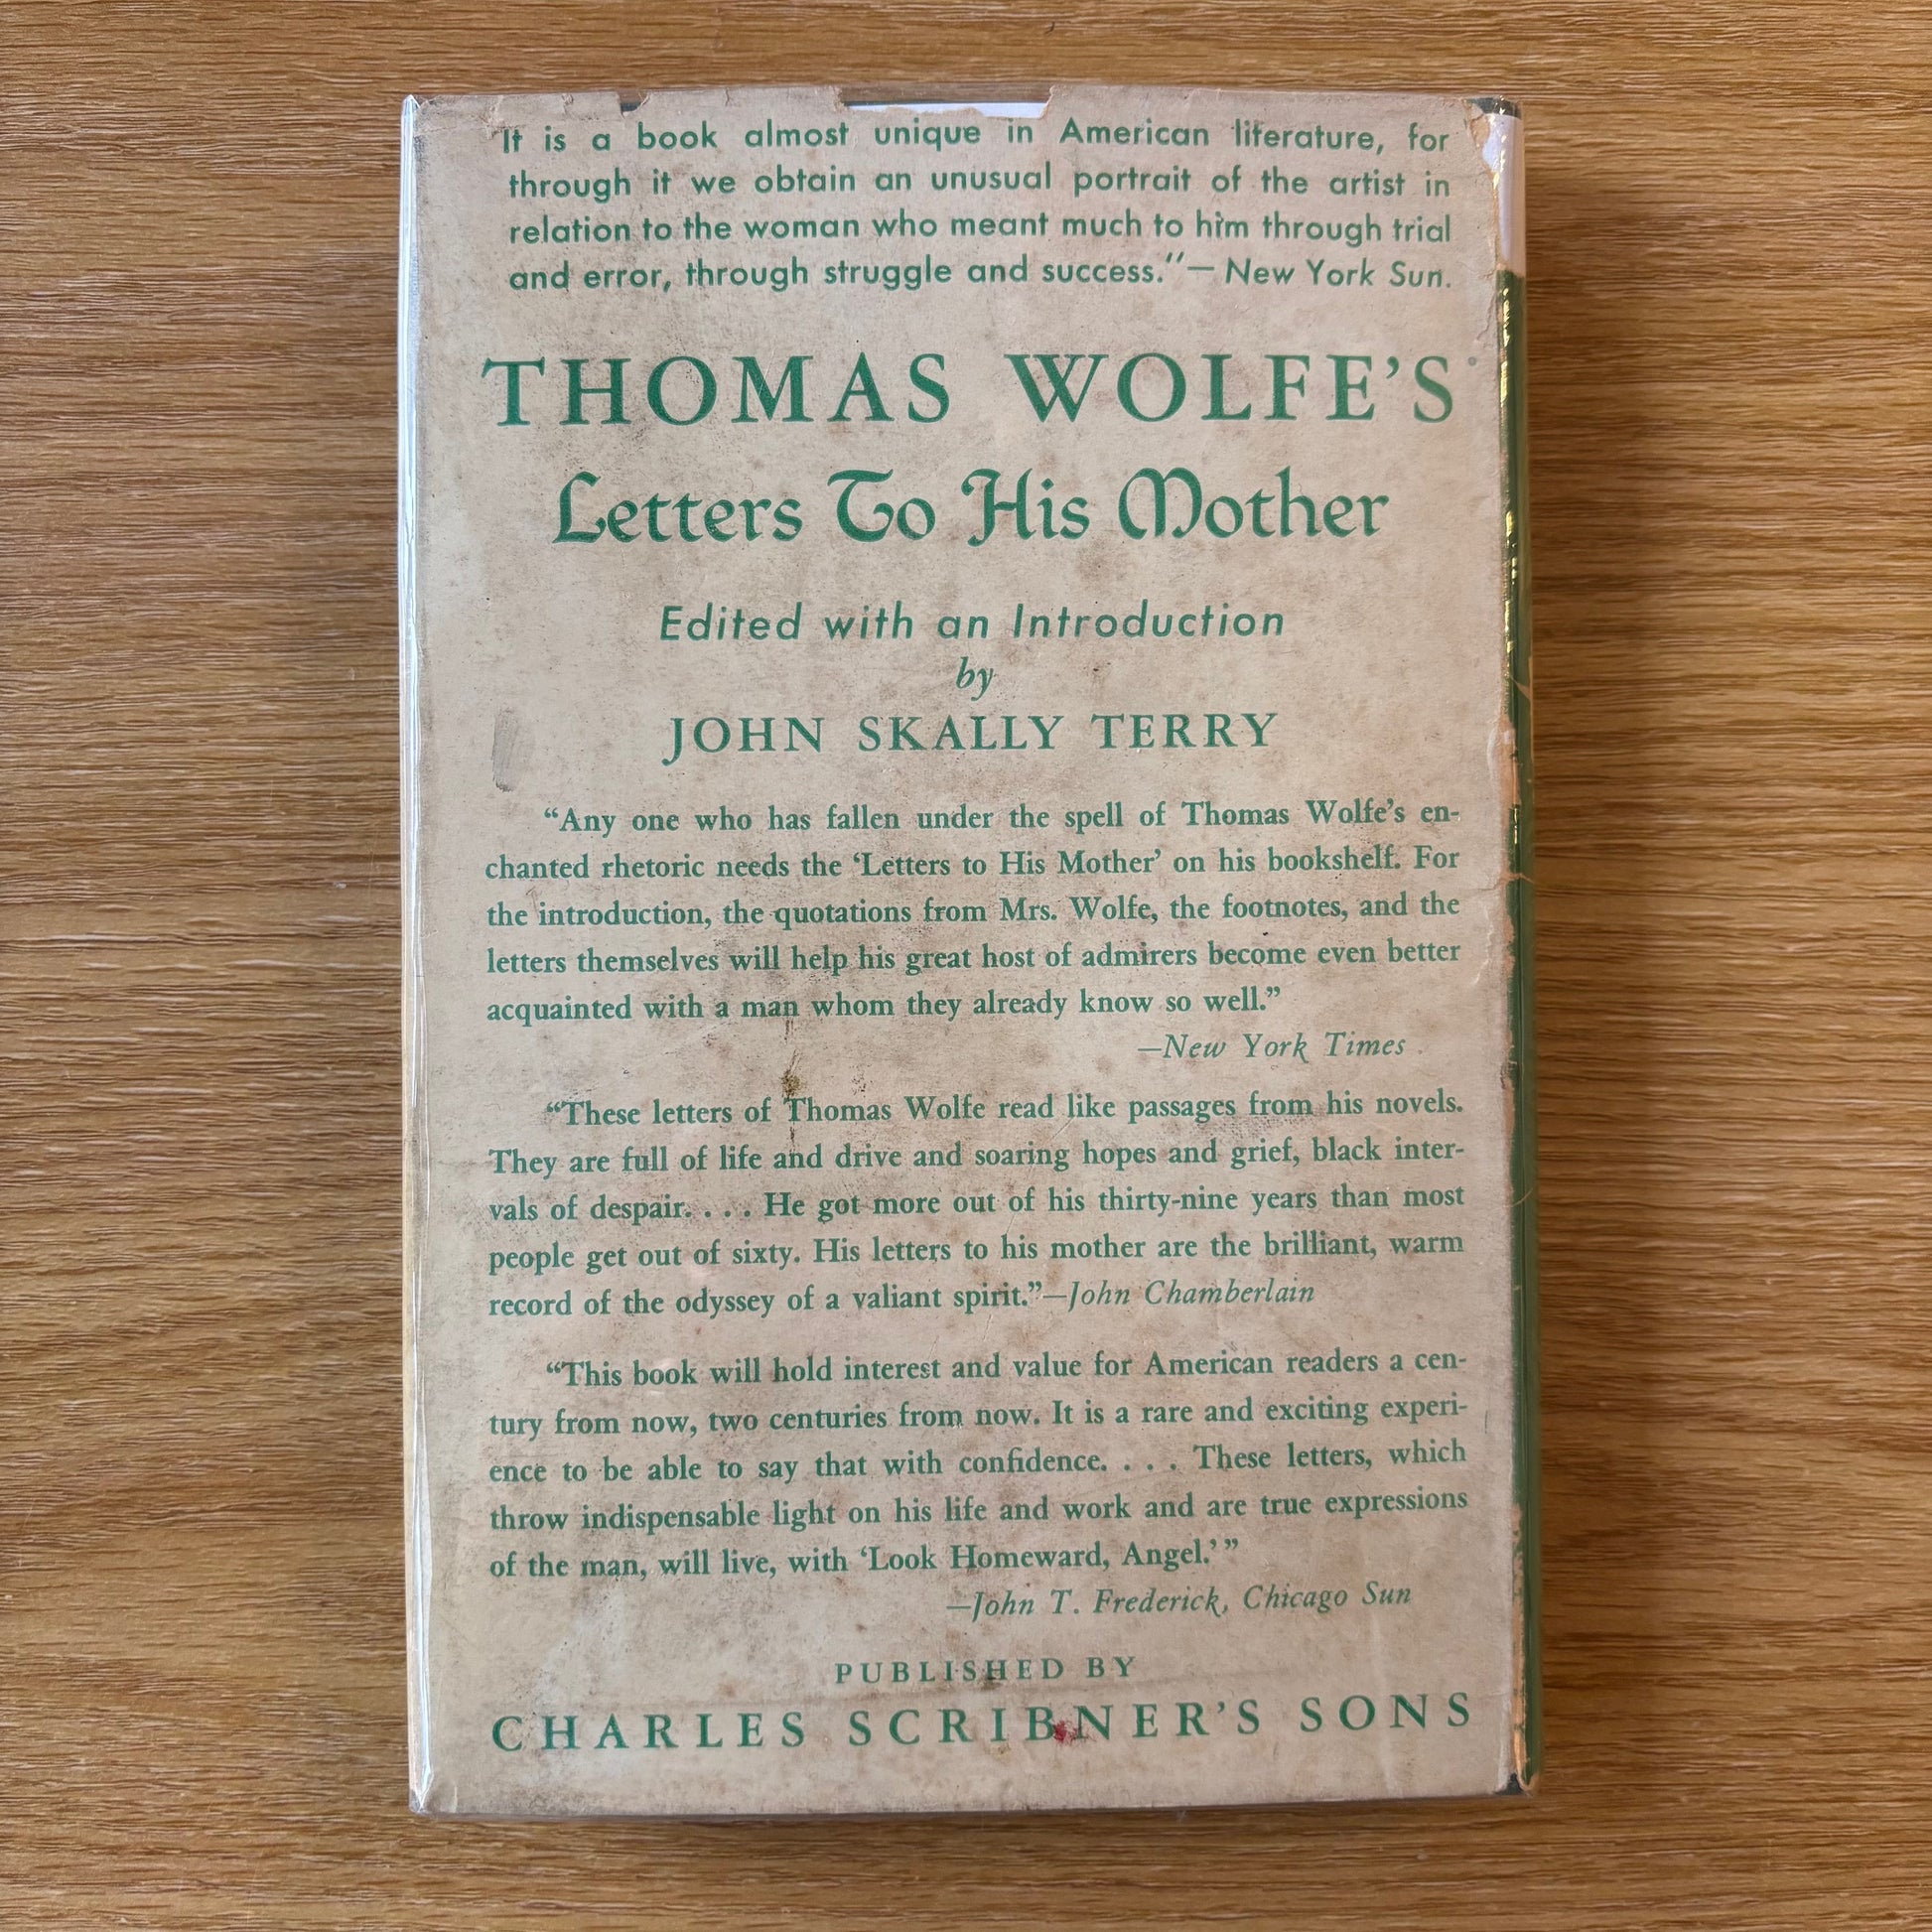 "It is a book almost unique in American literature, for
through it we obtain an unusual portrait of the artist in
relation to the woman who meant much to him through trial
and error, through struggle and success."— New York Sun.
THOMAS WOLFE'S
Letters To His Mother
Edited with an Introduction
by
JOHN SKALLY TERRY
“Any one who has fallen under the spell of Thomas Wolfe’s en-
chanted rhetoric needs the ‘Letters to His Mother’ on his bookshelf. For
the introduction, the quotations from Mrs. Wolfe, the footnotes, and the
letters themselves will help his great host of admirers become even better
acquainted with a man whom they already know so well.”
—New York Times
“These letters of Thomas Wolfe read like passages from his novels.
They are full of life and drive and soaring hopes and grief, black inter-
vals of despair. . . . He got more out of his thirty-nine years than most
people get out of sixty. His letters to his mother are the brilliant, warm
record of the odyssey of a valiant spirit.”—John Chamberlain
“This book will hold interest and value for American readers a cen-
tury from now, two centuries from now. It is a rare and exciting experi-
ence to be able to say that with confidence. . . . These letters, which
throw indispensable light on his life and work and are true expressions
of the man, will live, with ‘Look Homeward, Angel.’ ”
—John T. Frederick, Chicago Sun
PUBLISHED BY
CHARLES SCRIBNER’S SONS